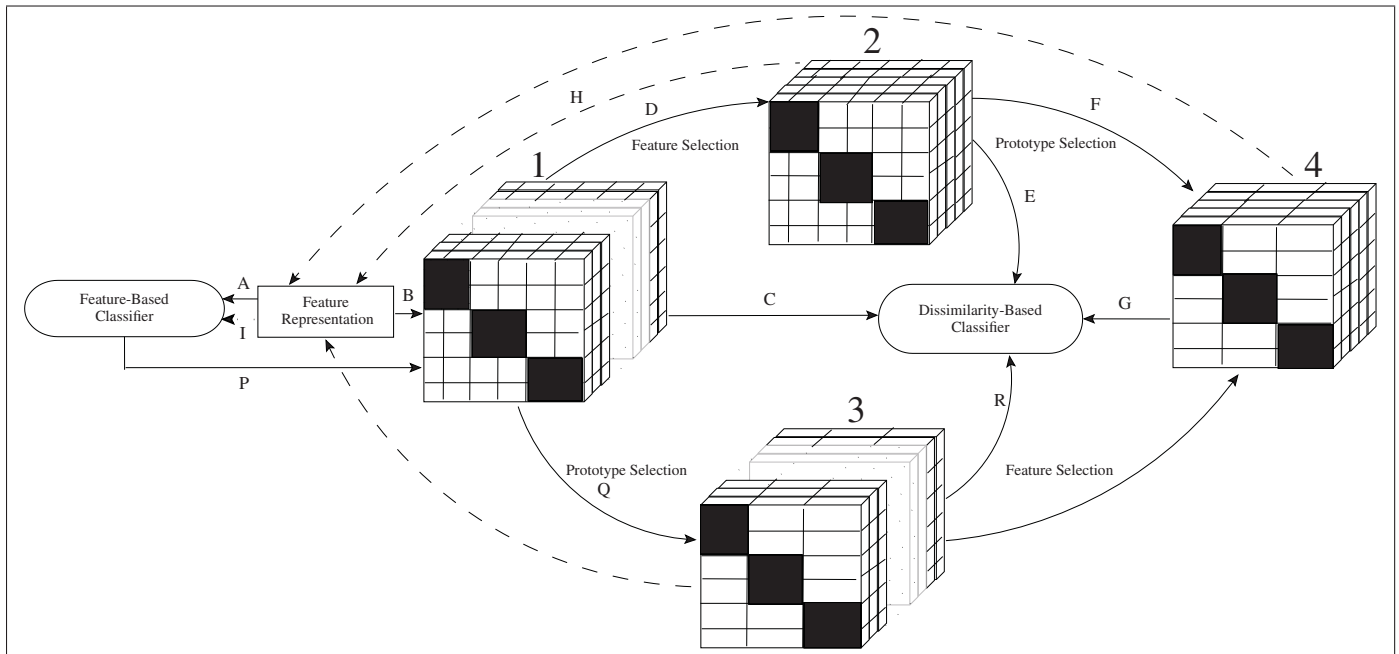 2
H
D
F
Feature Selection
Prototype Selection
1
4
E
A
Feature-Based
Classifier
Feature
Representation
B
C
Dissimilarity-Based
Classifier
G
I
P
R
3
Prototype Selection
Q
Feature Selection